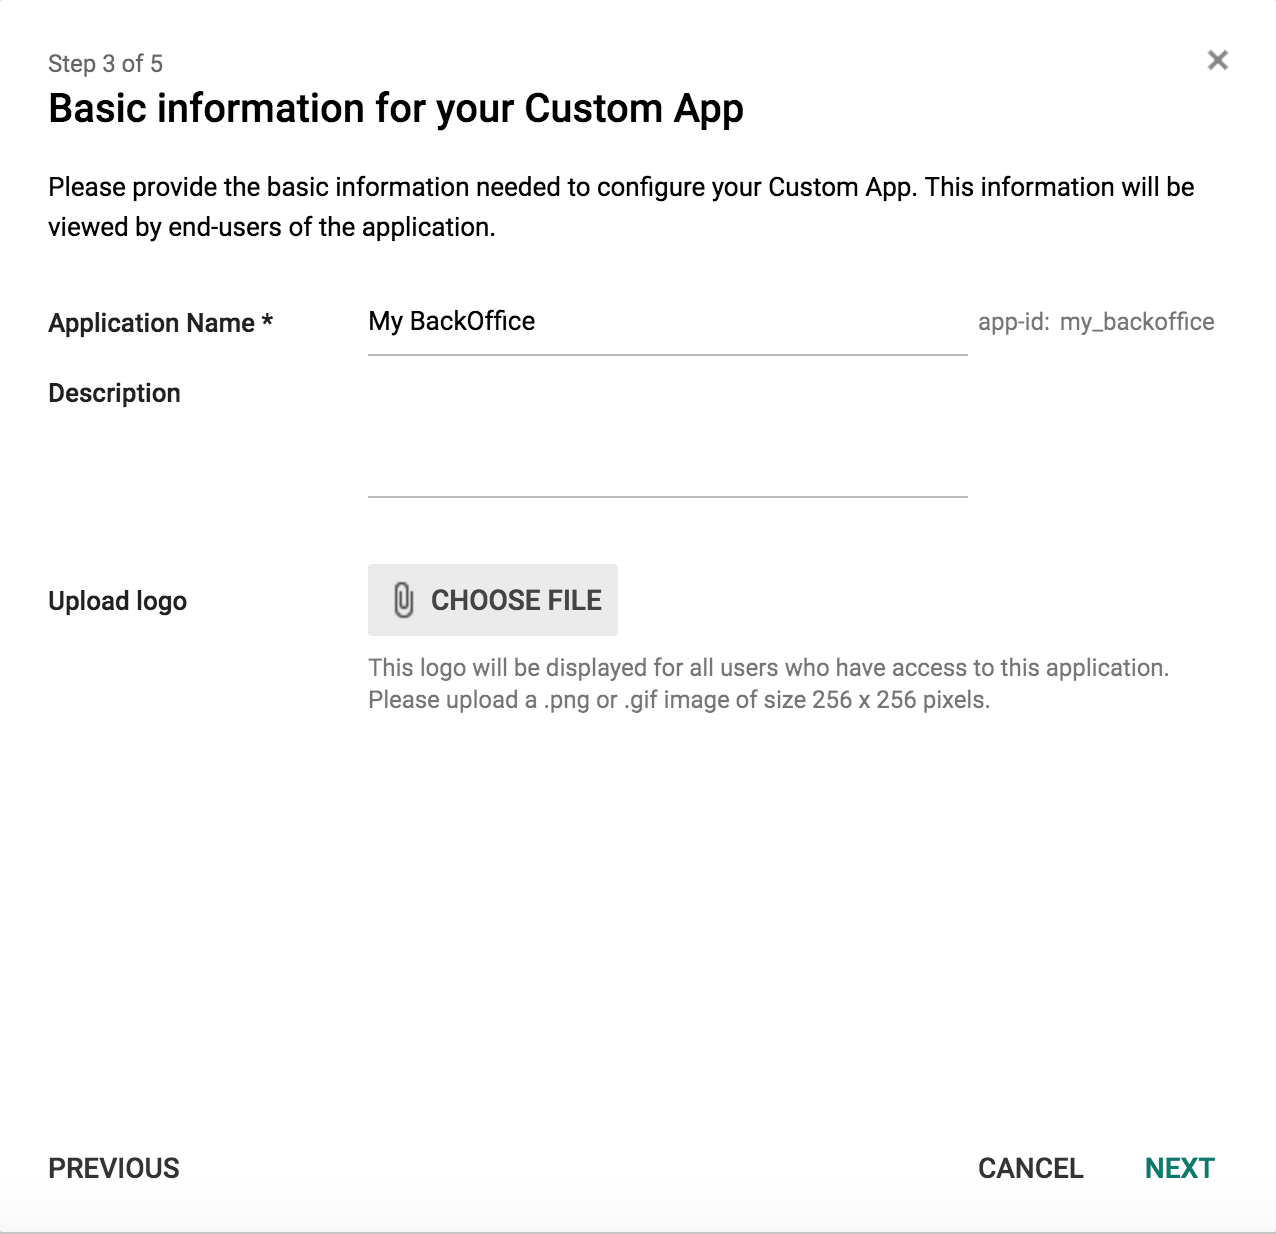 Step 3 of 5
Basic information for your Custom App
Please provide the basic information needed to configure your Custom App. This information will be
viewed by end-users of the application.
Application Name * My BackOffice app-id: my_backoffice
Description
Upload logo CHOOSE FILE
This logo will be displayed for all users who have access to this application.
Please upload a .png or .gif image of size 256 x 256 pixels.
PREVIOUS CANCEL NEXT